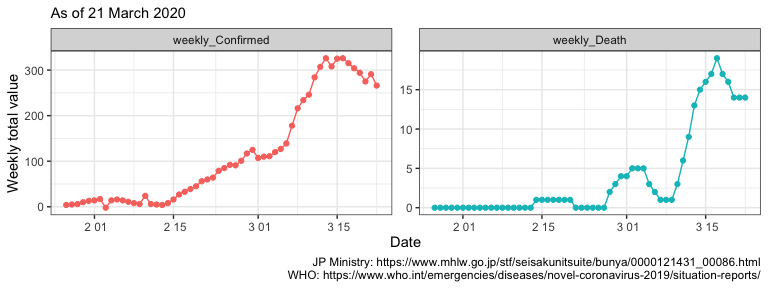 As of 21 March 2020
weekly_Confirmed
weekly_Death
Weekly total value
300
200
100
0
15
10
5
0
2 01
2 15
3 01
3 15
2 01
2 15
3 01
3 15
Date
JP Ministry: https://www.mhlw.go.jp/stf/seisakunitsuite/bunya/0000121431_00086.html
WHO: https://www.who.int/emergencies/diseases/novel-coronavirus-2019/situation-reports/